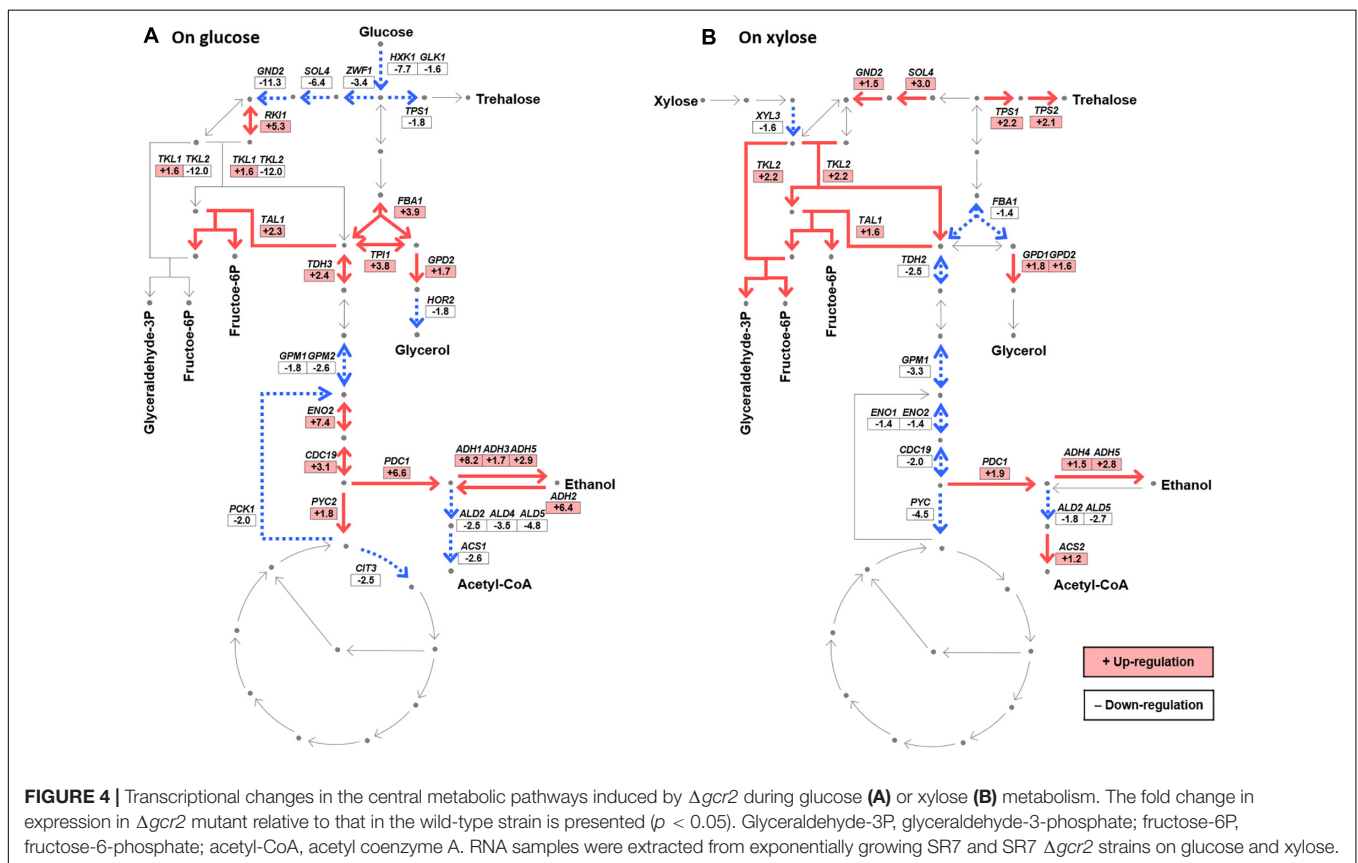 A On glucose
Glucose
HXK1 GLK1
-7.7 -1.6
GND2
-11.3
SOL4
-6.4
ZWF1
-3.4
TPS1
-1.8
Trehalose
RKI1
+5.3
TKL1 TKL2
+1.6 -12.0
TKL1 TKL2
+1.6 -12.0
FBA1
+3.9
TAL1
+2.3
TPI1
+3.8
TDH3
+2.4
GPD2
+1.7
HOR2
-1.8
Glycerol
Glyceraldehyde-3P
Fructoe-6P
Fructoe-6P
GPM1 GPM2
-1.8 -2.6
ENO2
+7.4
CDC19
+3.1
PDC1
+6.6
ADH1 ADH3 ADH5
+8.2 +1.7 +2.9
Ethanol
ADH2
+6.4
PCK1
-2.0
PYC2
+1.8
ALD2 ALD4 ALD5
-2.5 -3.5 -4.8
ACS1
-2.6
Acetyl-CoA
CIT3
-2.5
B On xylose
Xylose
GND2
+1.5
SOL4
+3.0
TPS1
+2.2
TPS2
+2.1
Trehalose
XYL3
-1.6
TKL2
+2.2
TKL2
+2.2
FBA1
-1.4
TAL1
+1.6
TDH2
-2.5
GPD1 GPD2
+1.8 +1.6
Glycerol
Glyceraldehyde-3P
Fructoe-6P
Fructoe-6P
GPM1
-3.3
ENO1 ENO2
-1.4 -1.4
CDC19
-2.0
PDC1
+1.9
ADH4 ADH5
+1.5 +2.8
Ethanol
PYC
-4.5
ALD2 ALD5
-1.8 -2.7
ACS2
+1.2
Acetyl-CoA
+ Up-regulation
– Down-regulation
FIGURE 4 | Transcriptional changes in the central metabolic pathways induced by Δgcr2 during glucose (A) or xylose (B) metabolism. The fold change in
expression in Δgcr2 mutant relative to that in the wild-type strain is presented (p < 0.05). Glyceraldehyde-3P, glyceraldehyde-3-phosphate; fructose-6P,
fructose-6-phosphate; acetyl-CoA, acetyl coenzyme A. RNA samples were extracted from exponentially growing SR7 and SR7 Δgcr2 strains on glucose and xylose.